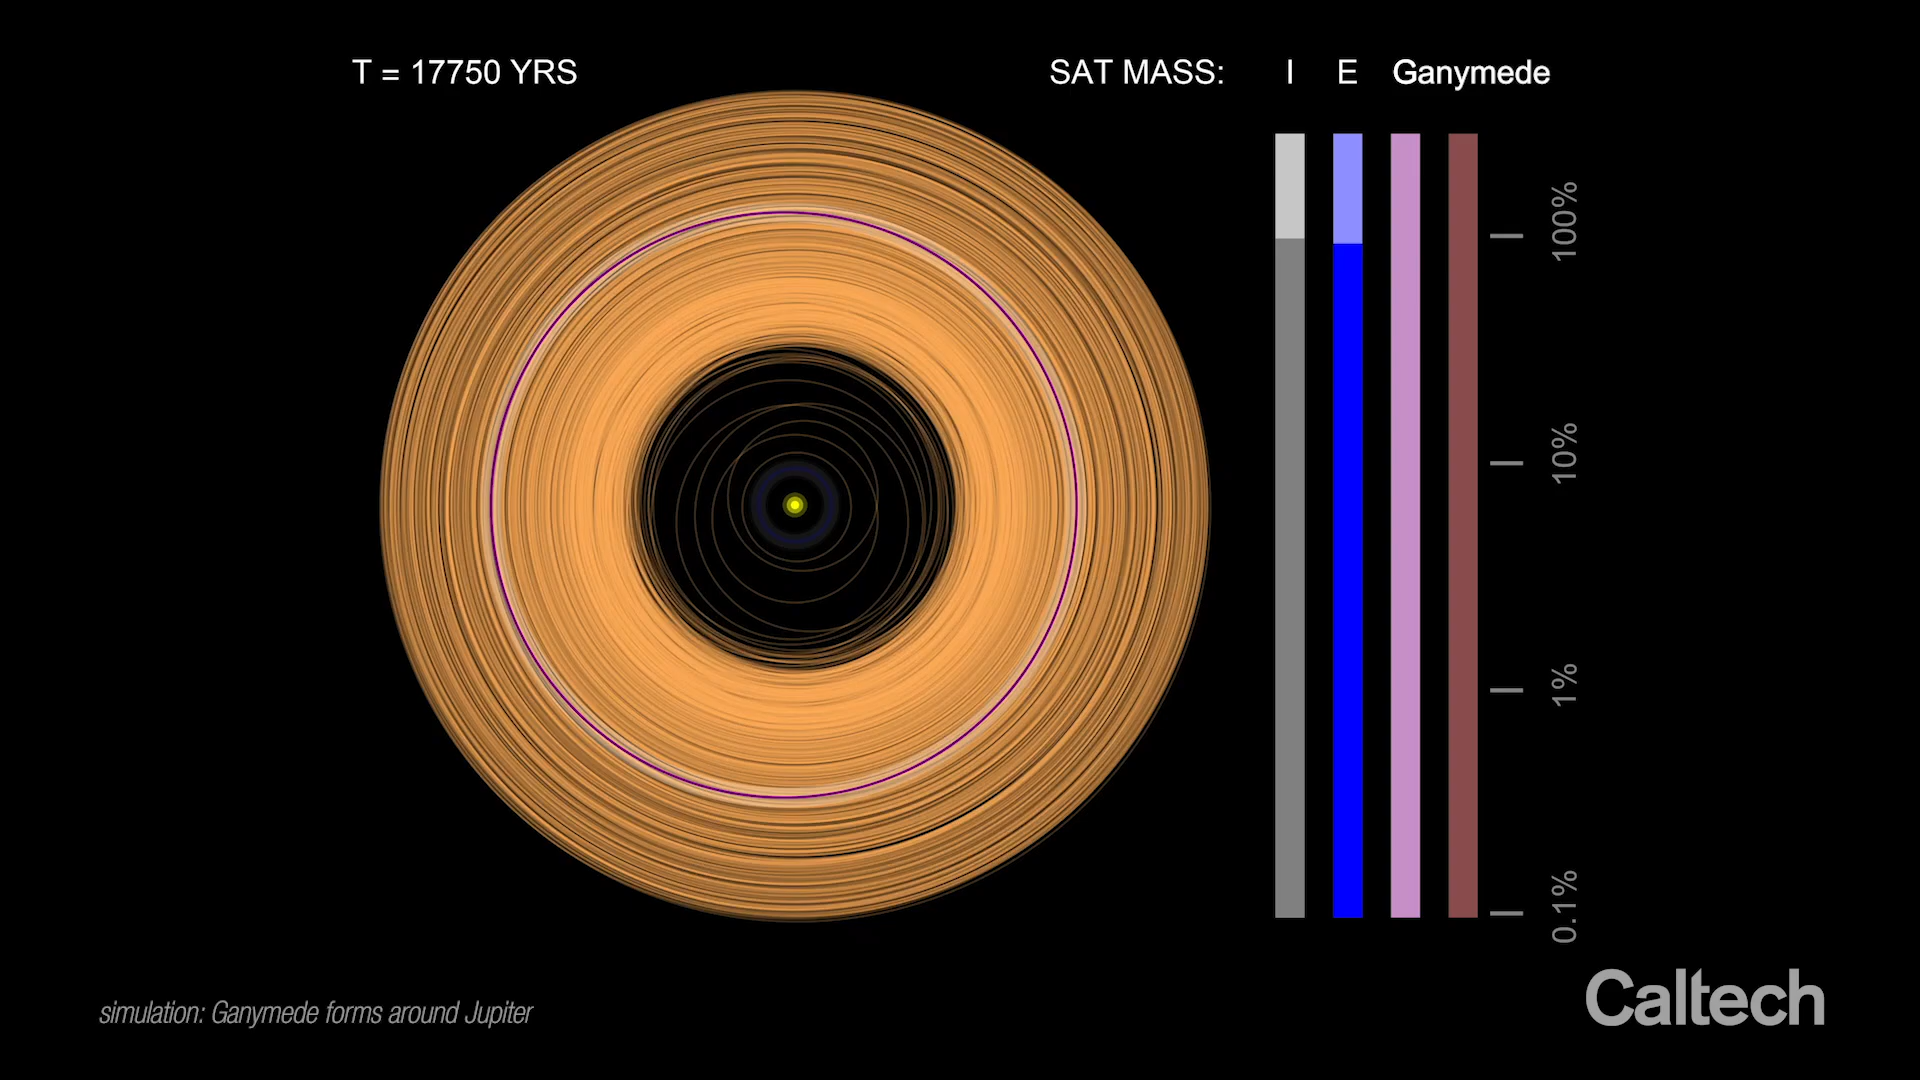 T = 17750 YRS
SAT MASS: I E Ganymede
100%
10%
1%
0.1%
simulation: Ganymede forms around Jupiter
Caltech